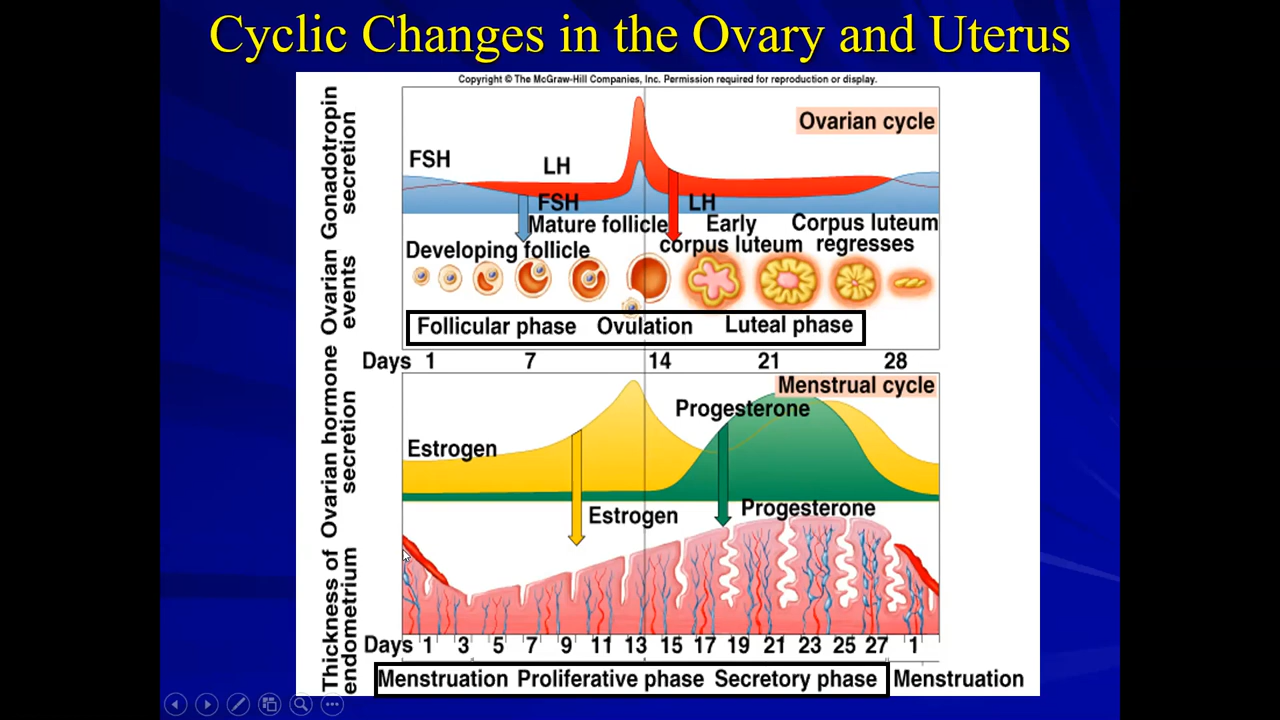 Cyclic Changes in the Ovary and Uterus
Copyright © The McGraw-Hill Companies, Inc. Permission required for reproduction or display.
Gonadotropin
secretion
Ovarian cycle
FSH
LH
FSH
LH
Ovarian
events
Mature follicle
Early
corpus luteum
Corpus luteum
regresses
Developing follicle
Follicular phase Ovulation Luteal phase
Days 1 7 14 21 28
Ovarian hormone
secretion
Menstrual cycle
Progesterone
Estrogen
Progesterone
Estrogen
Thickness of
endometrium
Days 1 3 5 7 9 11 13 15 17 19 21 23 25 27 1
Menstruation Proliferative phase Secretory phase Menstruation